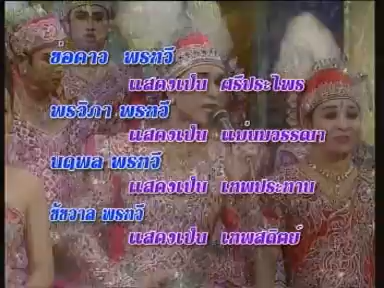 ช่อดาว พรทวี
แสดงเป็น ศรีประไพร
พรวิภา พรทวี
แสดงเป็น แม่นมวรรณา
นฤพล พรทวี
แสดงเป็น เทพประทาน
ชัชวาล พรทวี
แสดงเป็น เทพสถิตย์